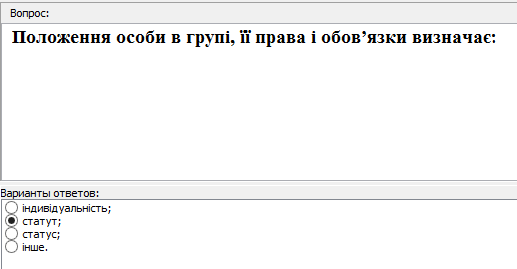 Вопрос:
Положення особи в групі, її права і обов’язки визначає:
Варианты ответов:
індивідуальність;
статут;
статус;
інше.